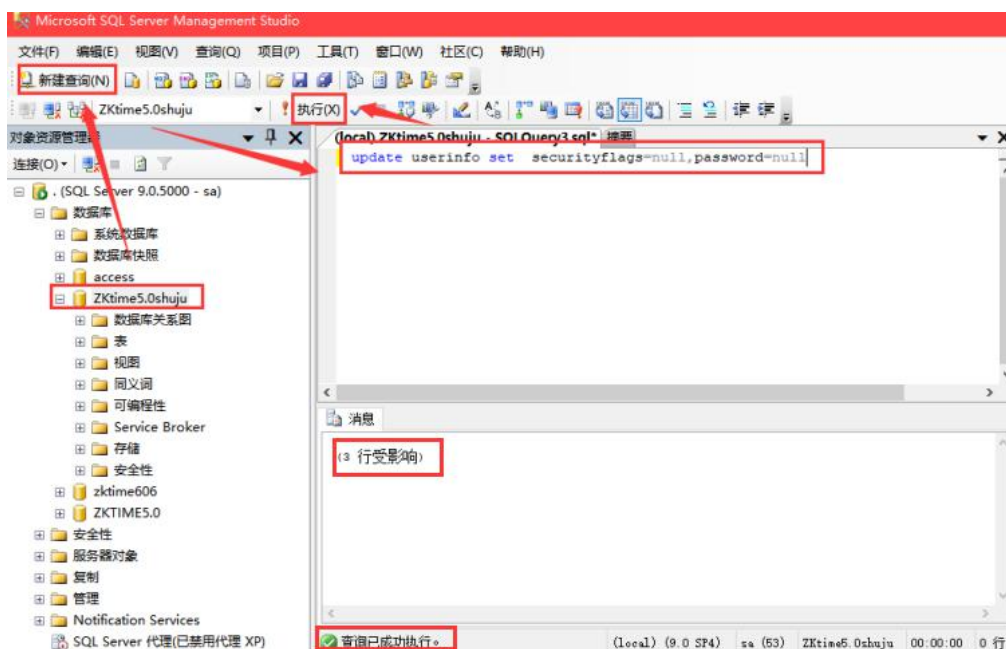 Microsoft SQL Server Management Studio
文件(F) 编辑(E) 视图(V) 查询(Q) 项目(P) 工具(T) 窗口(W) 社区(C) 帮助(H)
新建查询(N)
ZKtime5.0shuju 执行(X)
对象资源管理器
(local) ZKtime5.0shuju - SQLQuery3.sql* 摘要
连接(O)
update userinfo set securityflags=null,password=null
. (SQL Server 9.0.5000 - sa)
数据库
系统数据库
数据库快照
access
ZKtime5.0shuju
数据库关系图
表
视图
同义词
可编程性
Service Broker
存储
安全性
zktime606
ZKTIME5.0
安全性
服务器对象
复制
管理
Notification Services
SQL Server 代理(已禁用代理 XP)
消息
(3 行受影响)
查询已成功执行。 (local) (9.0 SP4) sa (53) ZKtime5.0shuju 00:00:00 0 行